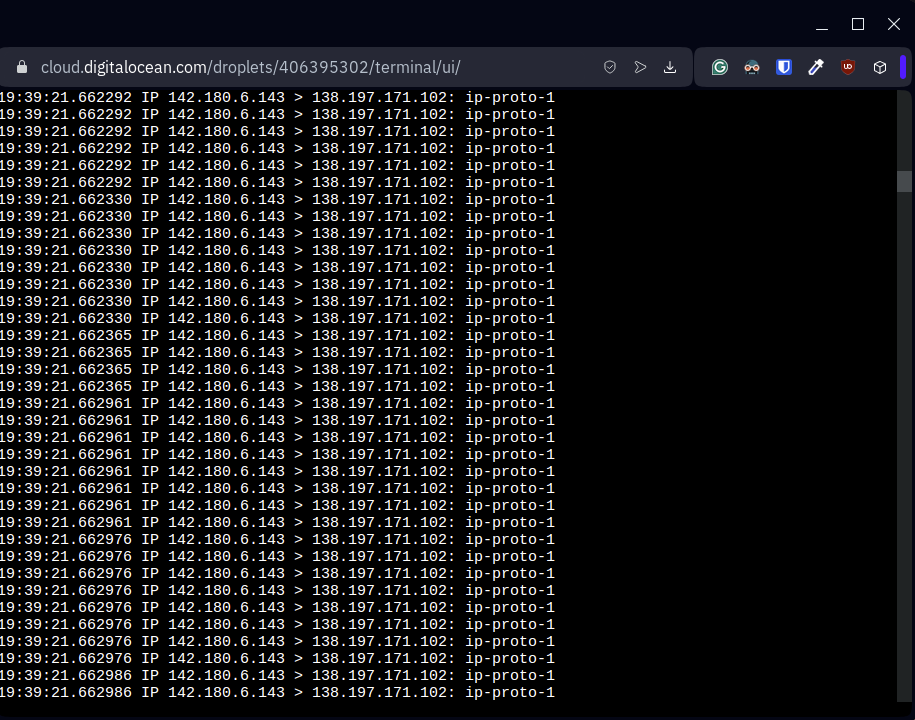 cloud.digitalocean.com/droplets/406395302/terminal/ui/
19:39:21.662292 IP 142.180.6.143 > 138.197.171.102: ip-proto-1
19:39:21.662292 IP 142.180.6.143 > 138.197.171.102: ip-proto-1
19:39:21.662292 IP 142.180.6.143 > 138.197.171.102: ip-proto-1
19:39:21.662292 IP 142.180.6.143 > 138.197.171.102: ip-proto-1
19:39:21.662292 IP 142.180.6.143 > 138.197.171.102: ip-proto-1
19:39:21.662292 IP 142.180.6.143 > 138.197.171.102: ip-proto-1
19:39:21.662330 IP 142.180.6.143 > 138.197.171.102: ip-proto-1
19:39:21.662330 IP 142.180.6.143 > 138.197.171.102: ip-proto-1
19:39:21.662330 IP 142.180.6.143 > 138.197.171.102: ip-proto-1
19:39:21.662330 IP 142.180.6.143 > 138.197.171.102: ip-proto-1
19:39:21.662330 IP 142.180.6.143 > 138.197.171.102: ip-proto-1
19:39:21.662330 IP 142.180.6.143 > 138.197.171.102: ip-proto-1
19:39:21.662330 IP 142.180.6.143 > 138.197.171.102: ip-proto-1
19:39:21.662330 IP 142.180.6.143 > 138.197.171.102: ip-proto-1
19:39:21.662365 IP 142.180.6.143 > 138.197.171.102: ip-proto-1
19:39:21.662365 IP 142.180.6.143 > 138.197.171.102: ip-proto-1
19:39:21.662365 IP 142.180.6.143 > 138.197.171.102: ip-proto-1
19:39:21.662365 IP 142.180.6.143 > 138.197.171.102: ip-proto-1
19:39:21.662961 IP 142.180.6.143 > 138.197.171.102: ip-proto-1
19:39:21.662961 IP 142.180.6.143 > 138.197.171.102: ip-proto-1
19:39:21.662961 IP 142.180.6.143 > 138.197.171.102: ip-proto-1
19:39:21.662961 IP 142.180.6.143 > 138.197.171.102: ip-proto-1
19:39:21.662961 IP 142.180.6.143 > 138.197.171.102: ip-proto-1
19:39:21.662961 IP 142.180.6.143 > 138.197.171.102: ip-proto-1
19:39:21.662961 IP 142.180.6.143 > 138.197.171.102: ip-proto-1
19:39:21.662961 IP 142.180.6.143 > 138.197.171.102: ip-proto-1
19:39:21.662976 IP 142.180.6.143 > 138.197.171.102: ip-proto-1
19:39:21.662976 IP 142.180.6.143 > 138.197.171.102: ip-proto-1
19:39:21.662976 IP 142.180.6.143 > 138.197.171.102: ip-proto-1
19:39:21.662976 IP 142.180.6.143 > 138.197.171.102: ip-proto-1
19:39:21.662976 IP 142.180.6.143 > 138.197.171.102: ip-proto-1
19:39:21.662976 IP 142.180.6.143 > 138.197.171.102: ip-proto-1
19:39:21.662976 IP 142.180.6.143 > 138.197.171.102: ip-proto-1
19:39:21.662976 IP 142.180.6.143 > 138.197.171.102: ip-proto-1
19:39:21.662986 IP 142.180.6.143 > 138.197.171.102: ip-proto-1
19:39:21.662986 IP 142.180.6.143 > 138.197.171.102: ip-proto-1